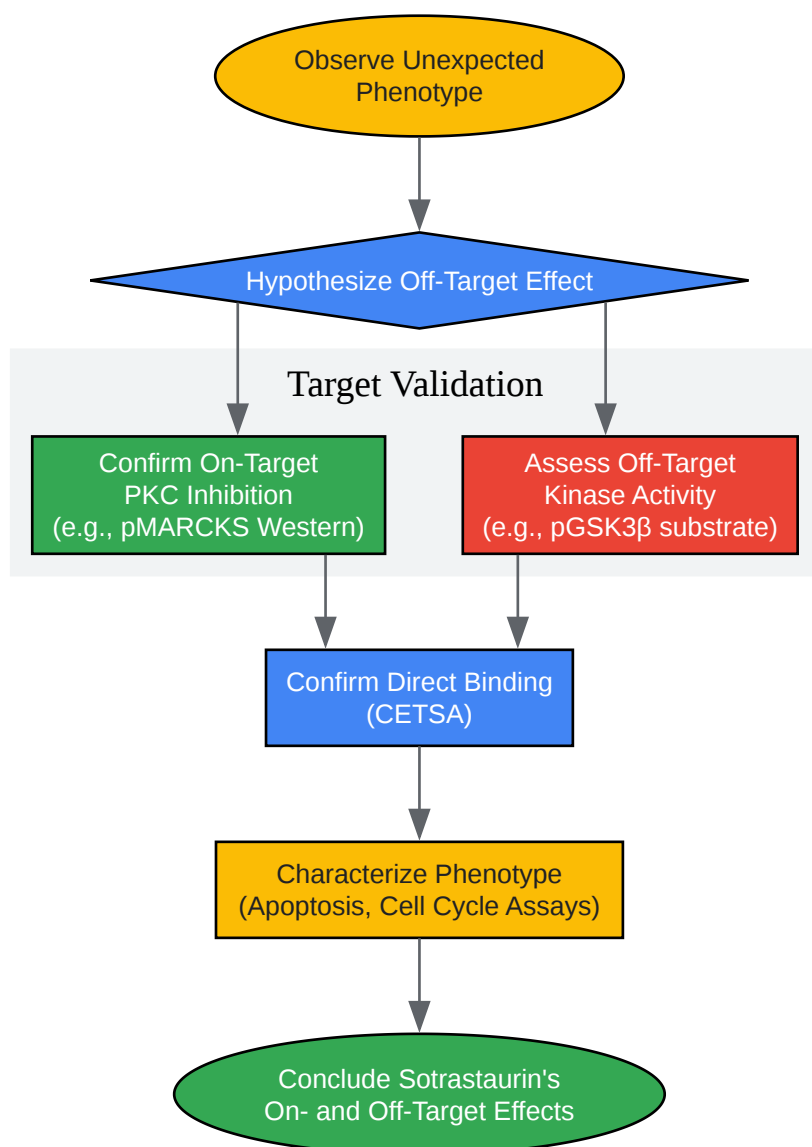 Observe Unexpected
Phenotype
Hypothesize Off-Target Effect
Target Validation
Confirm On-Target
PKC Inhibition
(e.g., pMARCKS Western)
Assess Off-Target
Kinase Activity
(e.g., pGSK3β substrate)
Confirm Direct Binding
(CETSA)
Characterize Phenotype
(Apoptosis, Cell Cycle Assays)
Conclude Sotrastaurin's
On- and Off-Target Effects